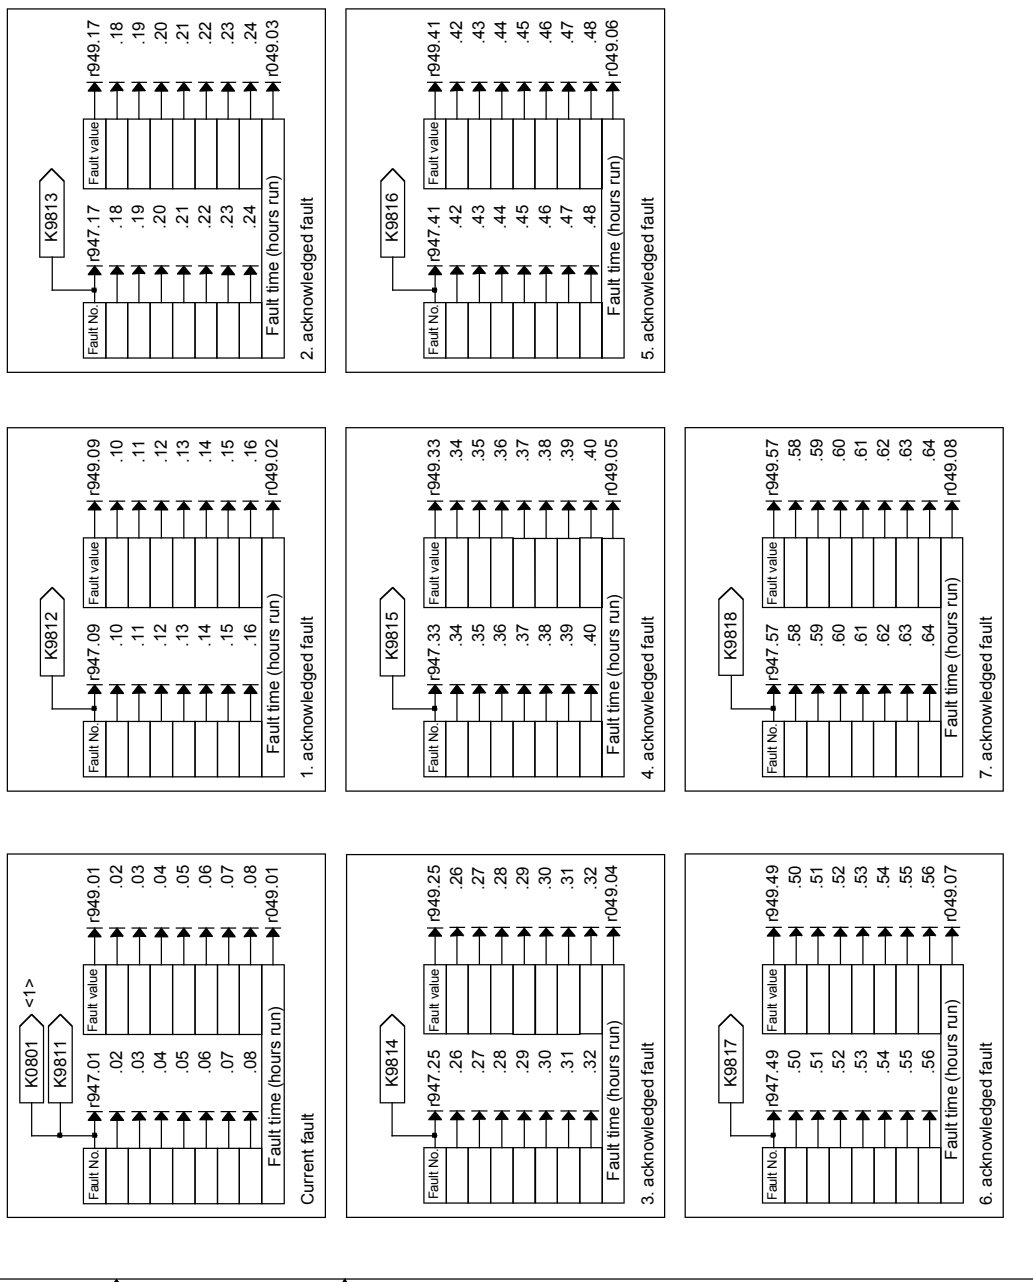 K0801 <1>
K9811
Fault No. r947.01 Fault value r949.01
.02 .02
.03 .03
.04 .04
.05 .05
.06 .06
.07 .07
.08 .08
Fault time (hours run) r049.01
Current fault
K9812
Fault No. r947.09 Fault value r949.09
.10 .10
.11 .11
.12 .12
.13 .13
.14 .14
.15 .15
.16 .16
Fault time (hours run) r049.02
1. acknowledged fault
K9813
Fault No. r947.17 Fault value r949.17
.18 .18
.19 .19
.20 .20
.21 .21
.22 .22
.23 .23
.24 .24
Fault time (hours run) r049.03
2. acknowledged fault
K9814
Fault No. r947.25 Fault value r949.25
.26 .26
.27 .27
.28 .28
.29 .29
.30 .30
.31 .31
.32 .32
Fault time (hours run) r049.04
3. acknowledged fault
K9815
Fault No. r947.33 Fault value r949.33
.34 .34
.35 .35
.36 .36
.37 .37
.38 .38
.39 .39
.40 .40
Fault time (hours run) r049.05
4. acknowledged fault
K9816
Fault No. r947.41 Fault value r949.41
.42 .42
.43 .43
.44 .44
.45 .45
.46 .46
.47 .47
.48 .48
Fault time (hours run) r049.06
5. acknowledged fault
K9817
Fault No. r947.49 Fault value r949.49
.50 .50
.51 .51
.52 .52
.53 .53
.54 .54
.55 .55
.56 .56
Fault time (hours run) r049.07
6. acknowledged fault
K9818
Fault No. r947.57 Fault value r949.57
.58 .58
.59 .59
.60 .60
.61 .61
.62 .62
.63 .63
.64 .64
Fault time (hours run) r049.08
7. acknowledged fault